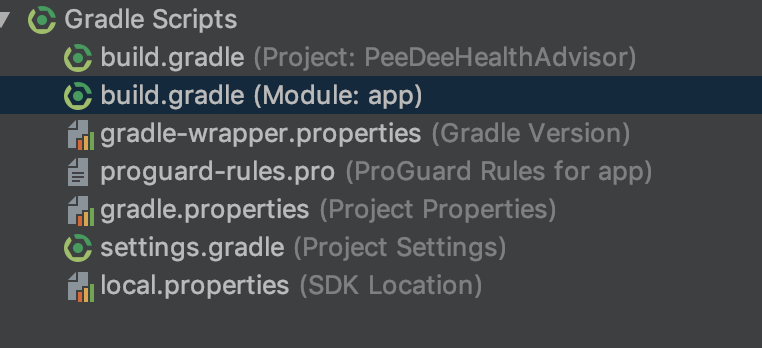 Gradle Scripts
build.gradle (Project: PeeDeeHealthAdvisor)
build.gradle (Module: app)
gradle-wrapper.properties (Gradle Version)
proguard-rules.pro (ProGuard Rules for app)
gradle.properties (Project Properties)
settings.gradle (Project Settings)
local.properties (SDK Location)